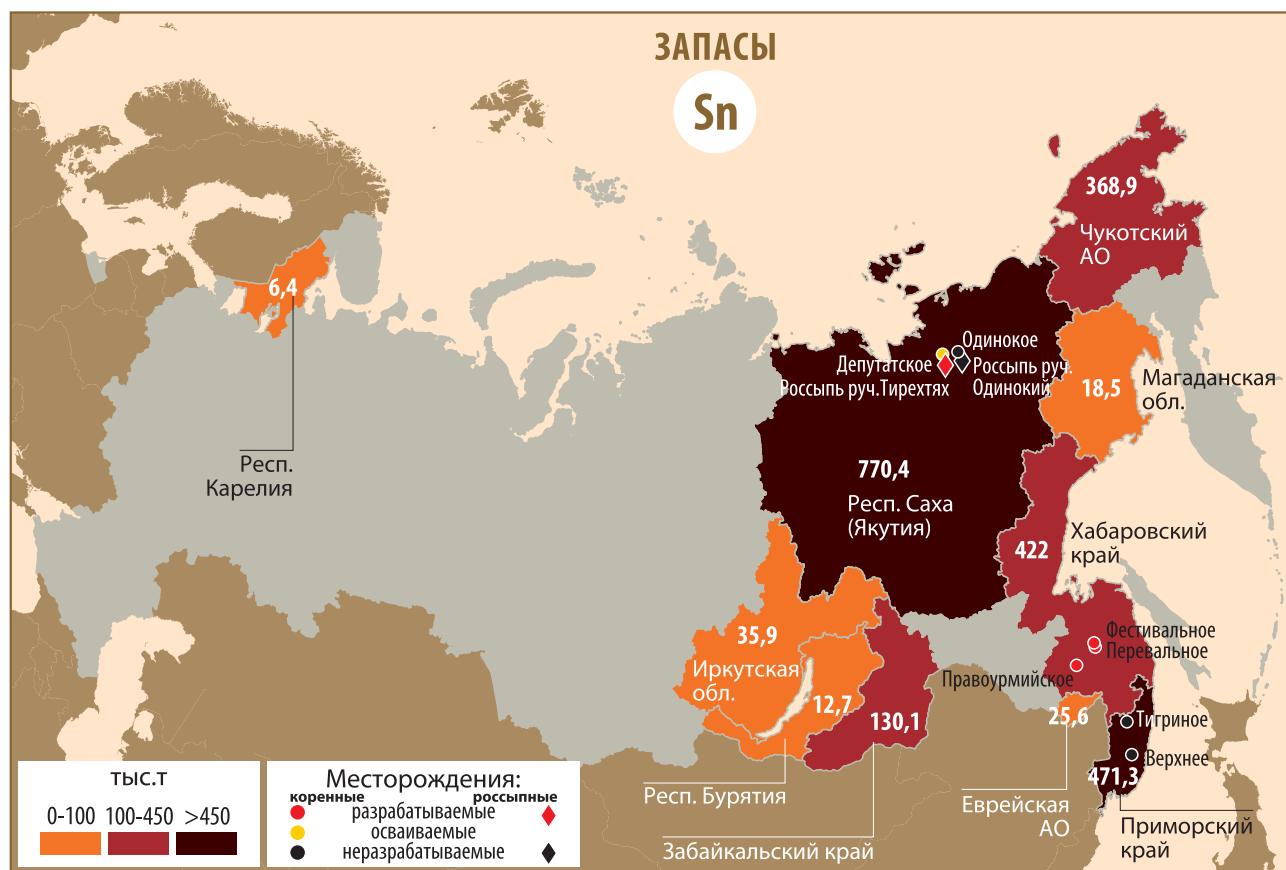 ЗАПАСЫ
Sn
368,9
Чукотский
АО
6,4
Респ.
Карелия
Одинокое
Депутатское
Россыпь руч.
Россыпь руч.Тирехтях
Одинокий
18,5
Магаданская
обл.
770,4
Респ. Саха
(Якутия)
422
Хабаровский
край
35,9
Иркутская
обл.
12,7
130,1
Фестивальное
Перевальное
Правоурмийское
25,6
Тигриное
Верхнее
471,3
Респ. Бурятия
Забайкальский край
Еврейская
АО
Приморский
край
тыс.т
0-100 100-450 >450
Месторождения:
коренные россыпные
разрабатываемые
осваиваемые
неразрабатываемые